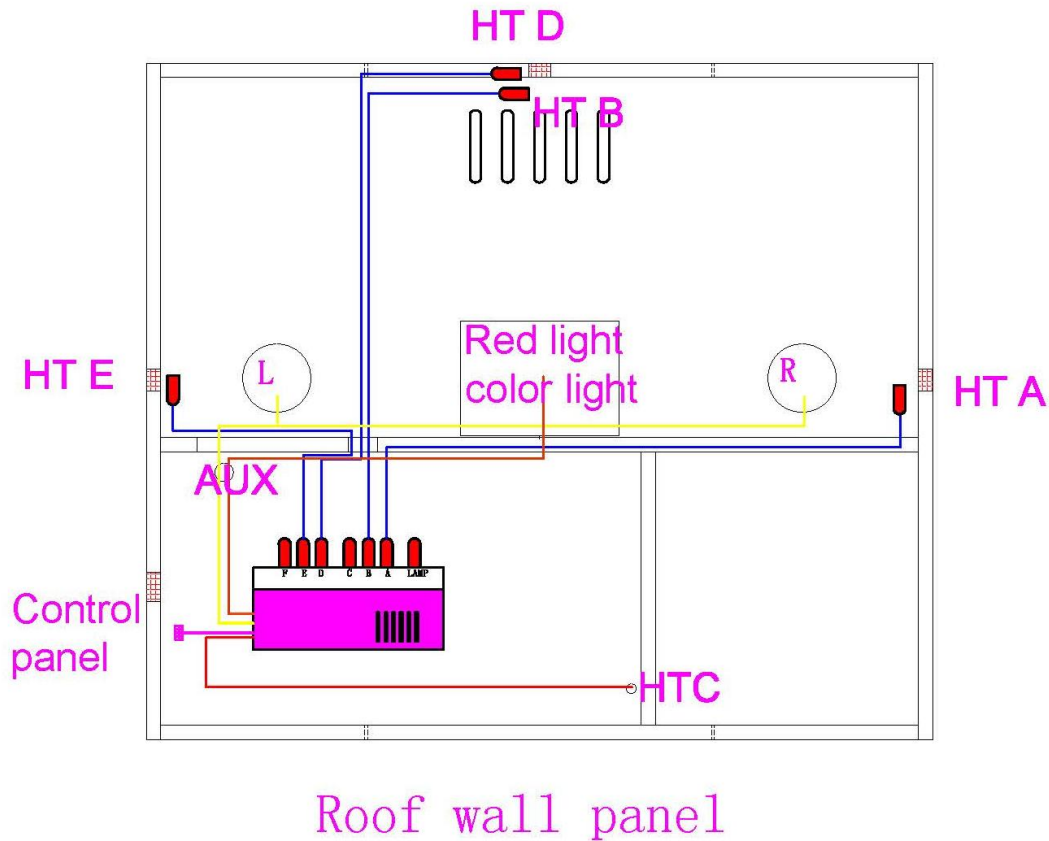 HT D
HT B
Red light
color light
L
R
HT E
HT A
AUX
F E D C B A LAMP
Control
panel
HTC
Roof wall panel